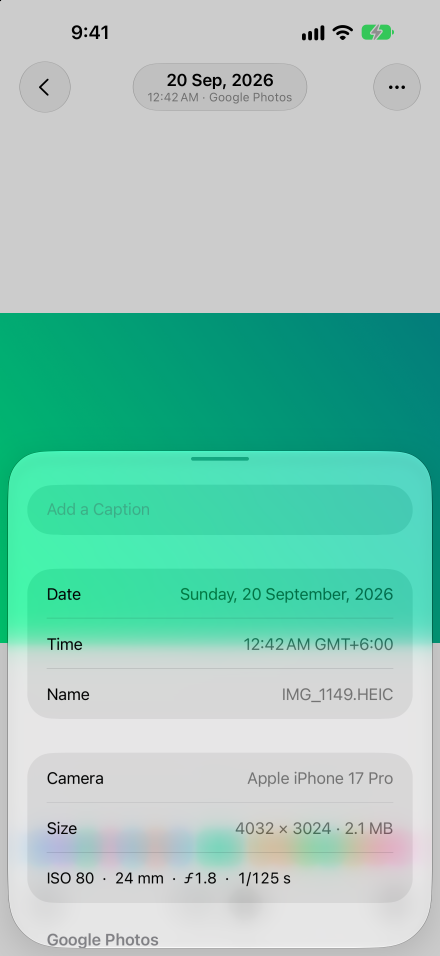 9:41
20 Sep, 2026
12:42 AM · Google Photos
Add a Caption
Date Sunday, 20 September, 2026
Time 12:42 AM GMT+6:00
Name IMG_1149.HEIC
Camera Apple iPhone 17 Pro
Size 4032 × 3024 · 2.1 MB
ISO 80 · 24 mm · ƒ1.8 · 1/125 s
Google Photos